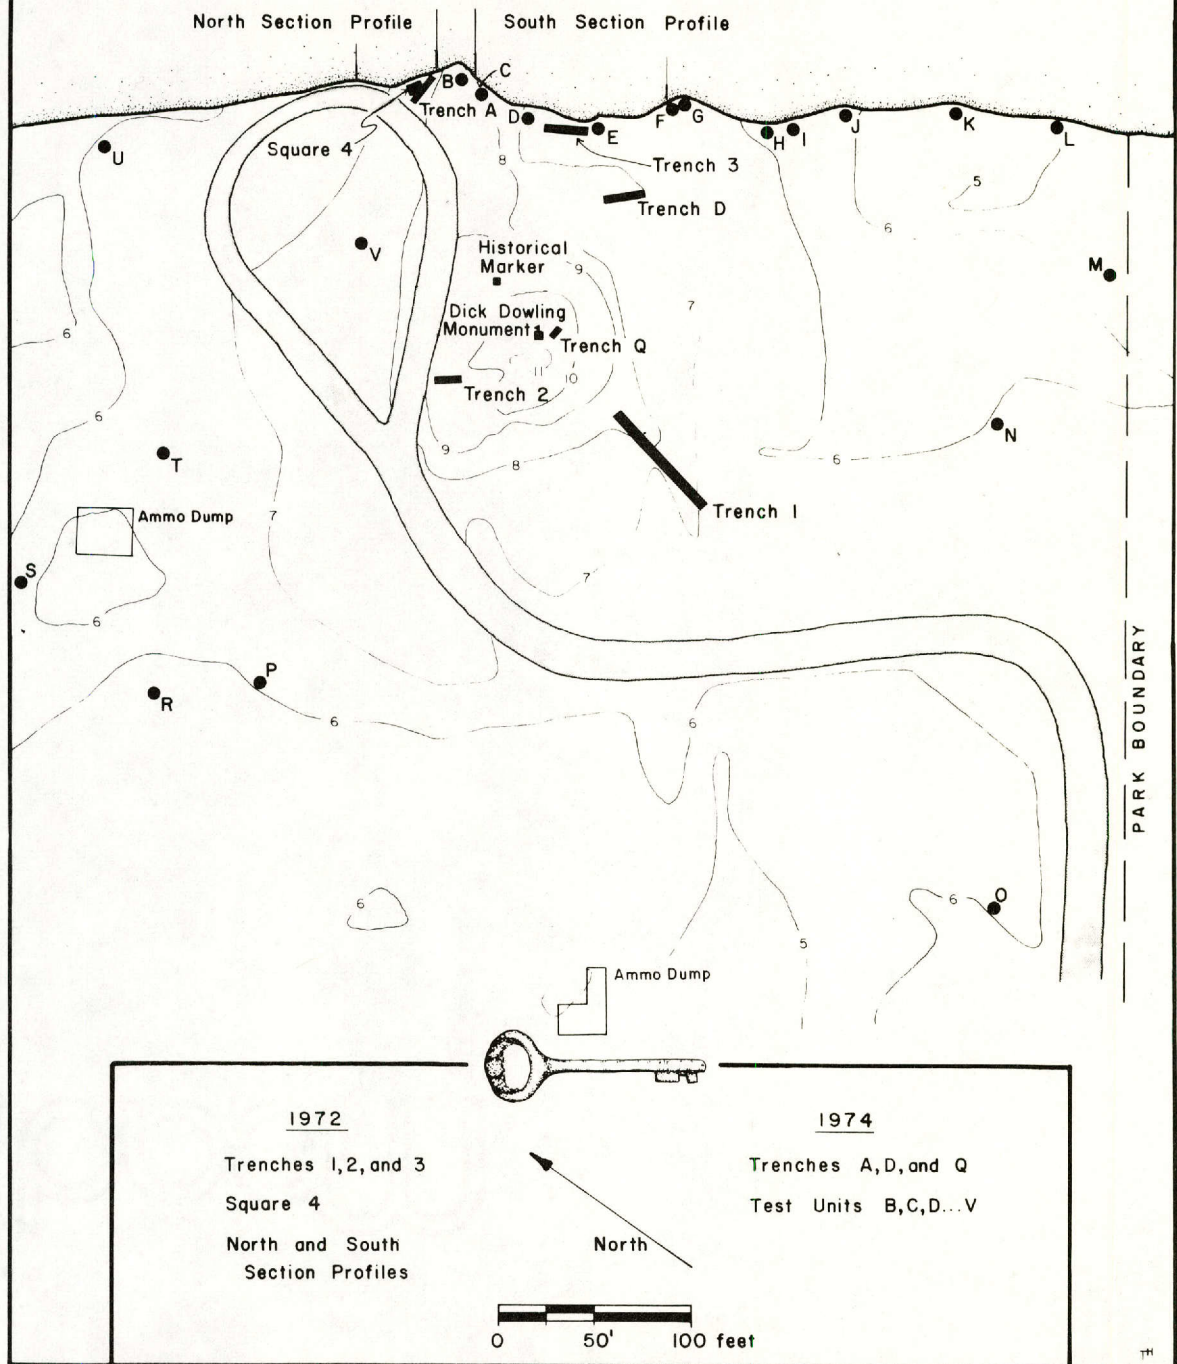 North Section Profile
South Section Profile
C
B
Trench A
D
F
G
E
H
I
J
K
L
U
Square 4
8
Trench 3
5
Trench D
6
V
Historical
Marker
9
M
7
Dick Dowling
Monument
Trench Q
6
11
10
Trench 2
6
9
8
6
N
T
Ammo Dump
7
Trench 1
S
7
6
P
R
6
6
PARK BOUNDARY
6
6
O
5
Ammo Dump
1972
Trenches 1,2, and 3
Square 4
North and South
Section Profiles
1974
Trenches A,D, and Q
Test Units B,C,D...V
North
0 50' 100 feet
TH